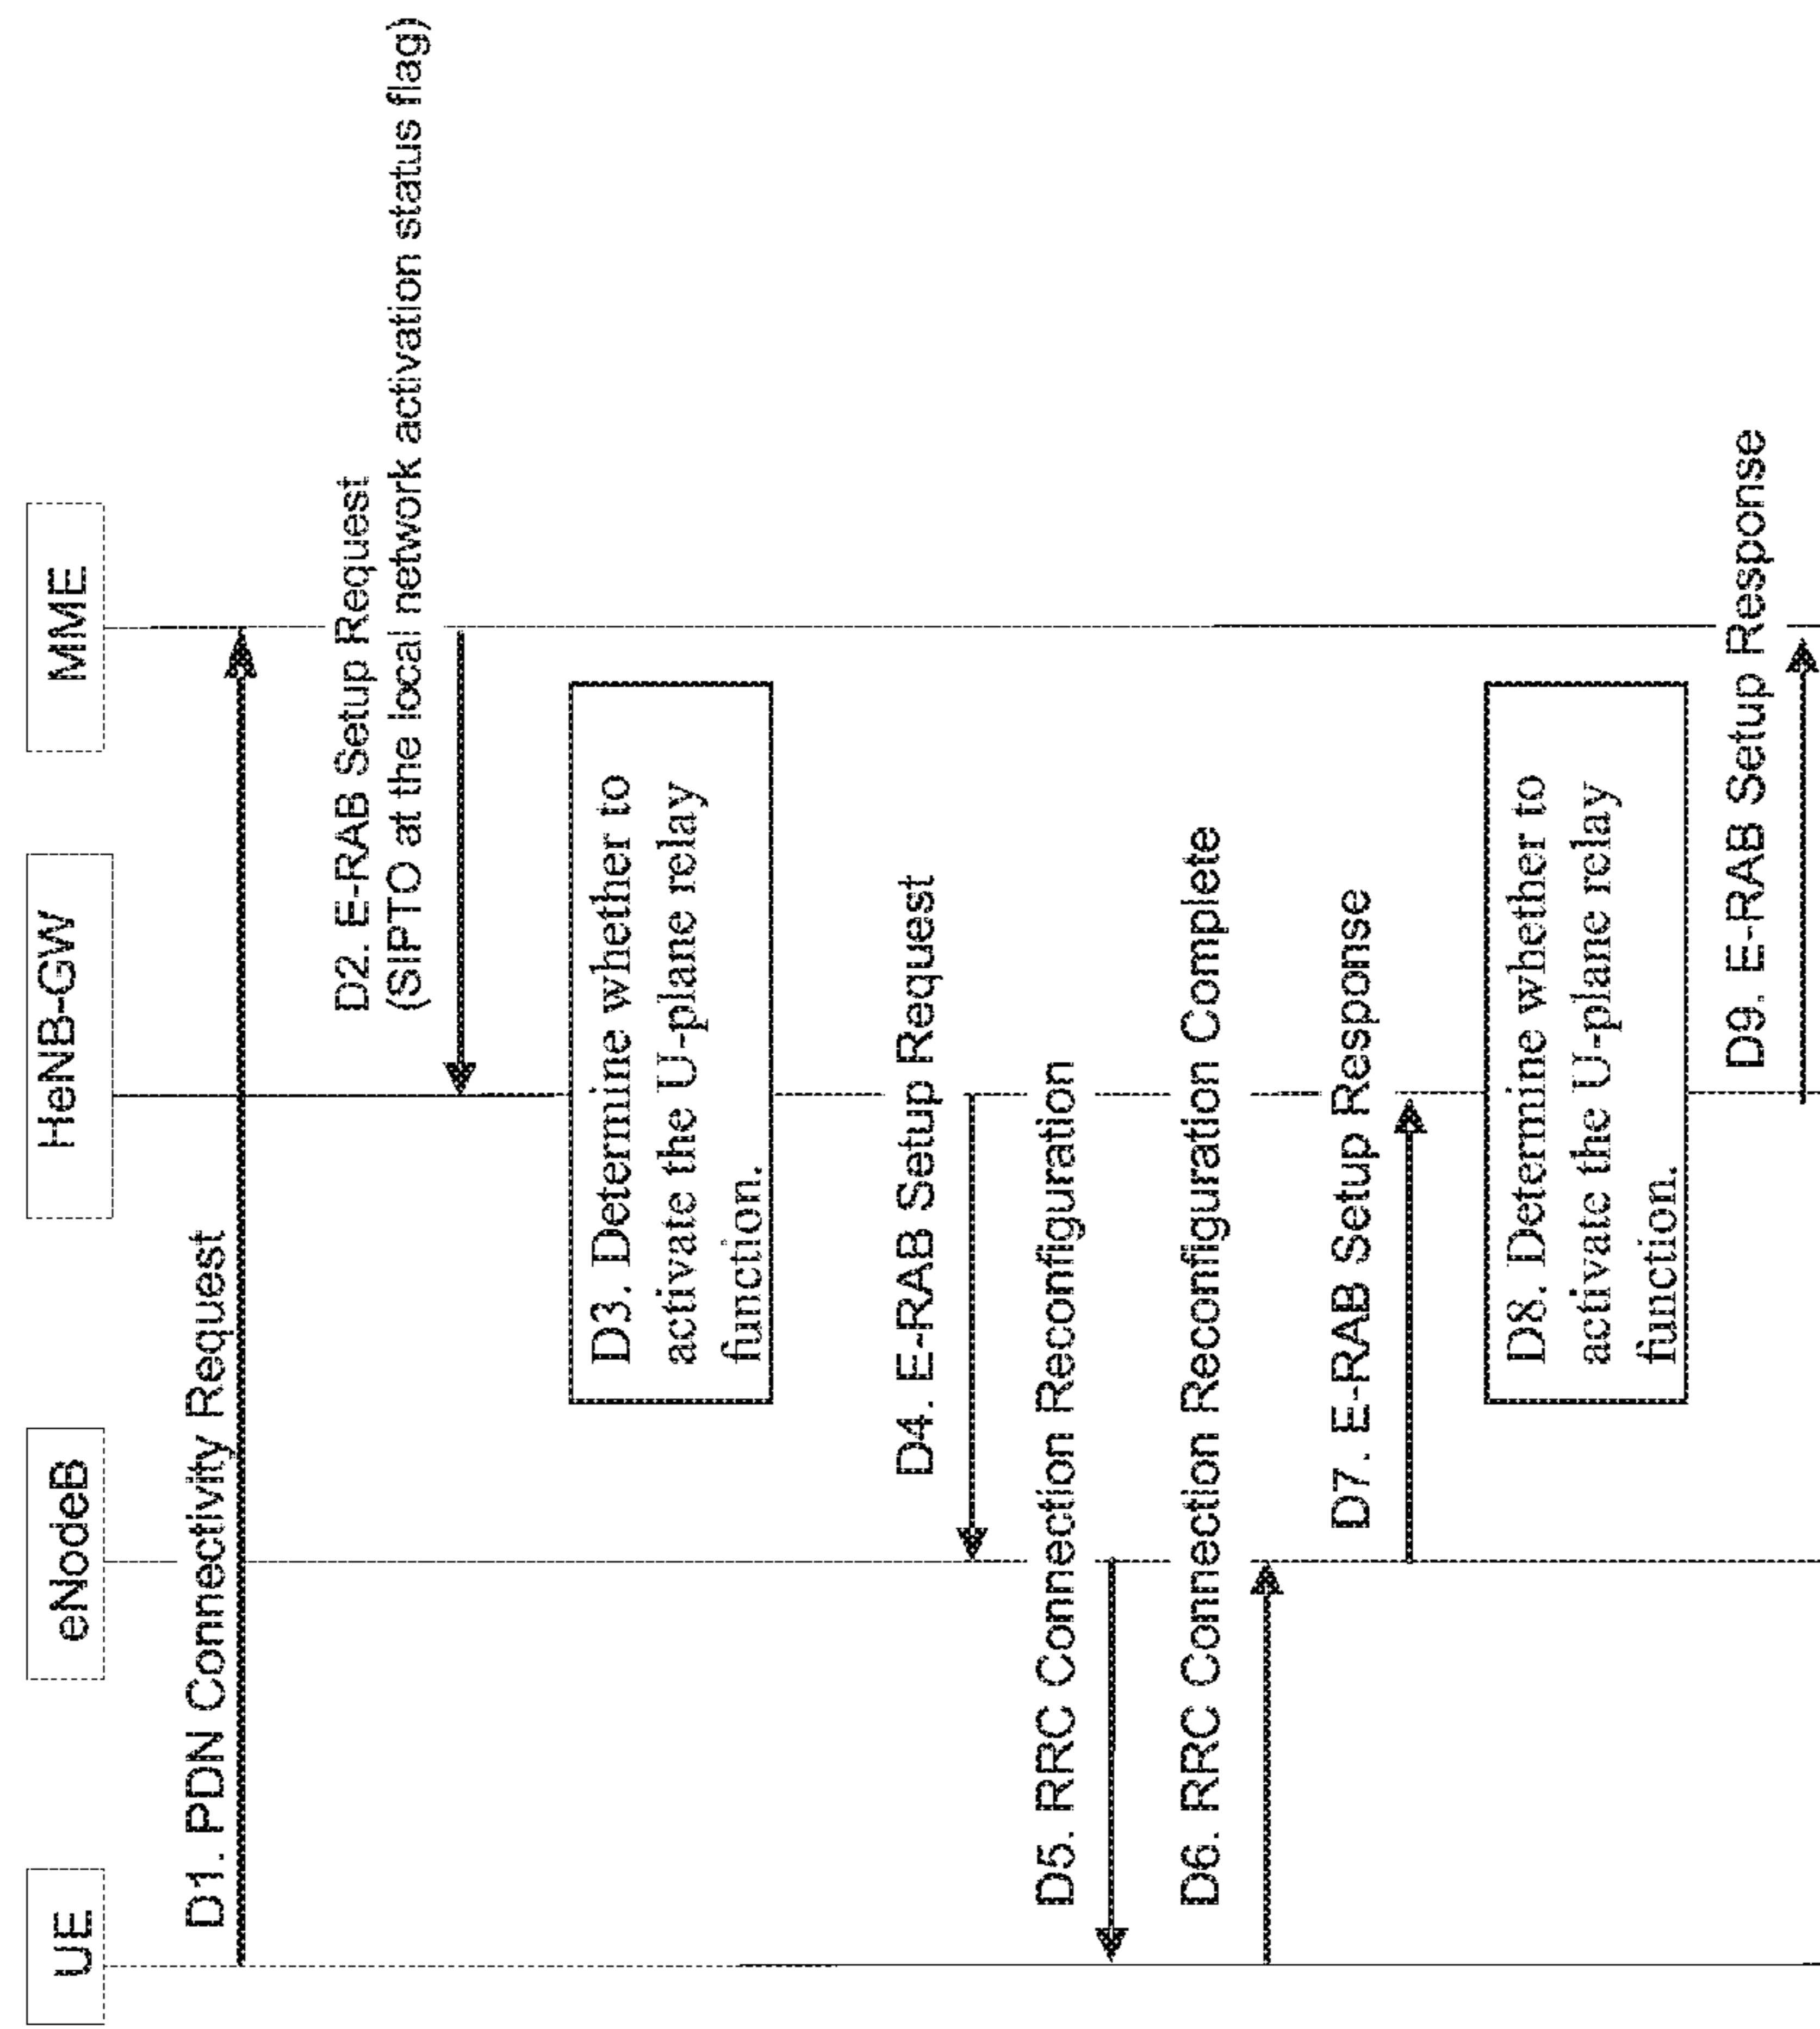 UE
eNodeB
HeNB-GW
MME
D1. PDN Connectivity Request
D2. E-RAB Setup Request
(SIPTO at the local network activation status flag)
D3. Determine whether to
activate the U-plane relay
function.
D4. E-RAB Setup Request
D5. RRC Connection Reconfiguration
D6. RRC Connection Reconfiguration Complete
D7. E-RAB Setup Response
D8. Determine whether to
activate the U-plane relay
function.
D9. E-RAB Setup Response